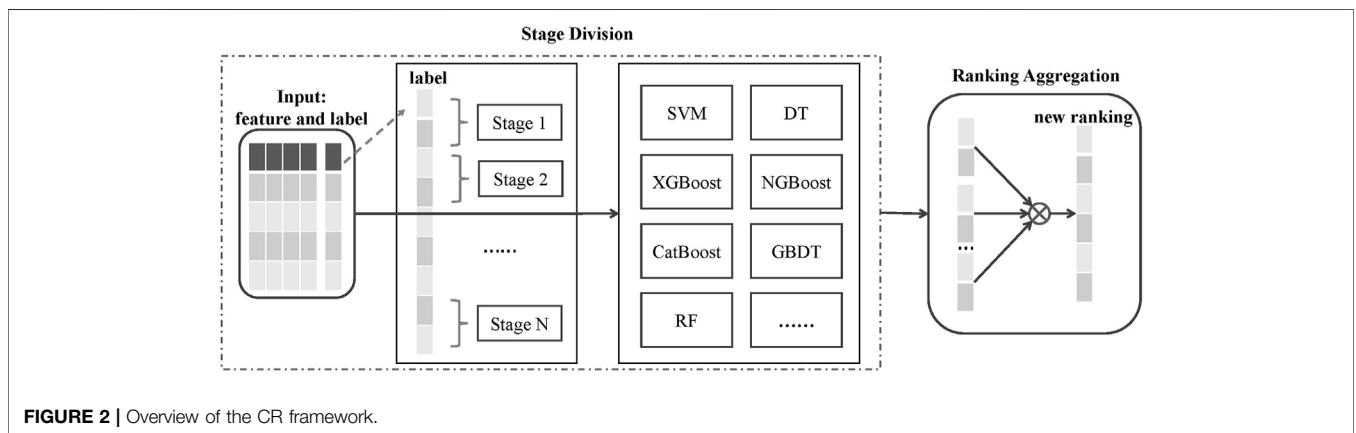 Stage Division
Input:
feature and label
label
Stage 1
Stage 2
......
Stage N
SVM
DT
XGBoost
NGBoost
CatBoost
GBDT
RF
......
Ranking Aggregation
new ranking
...
FIGURE 2 | Overview of the CR framework.